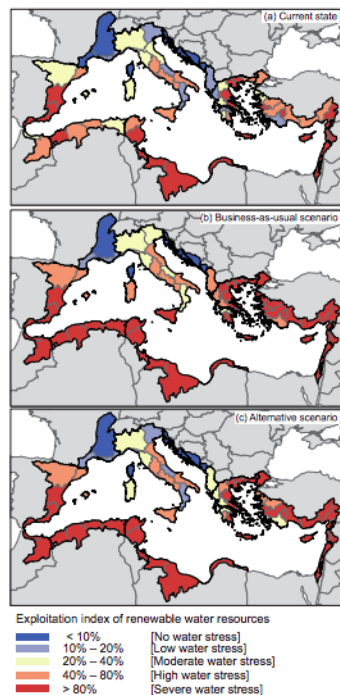 (a) Current state
(b) Business-as-usual scenario
(c) Alternative scenario
Exploitation index of renewable water resources
< 10% [No water stress]
10% – 20% [Low water stress]
20% – 40% [Moderate water stress]
40% – 80% [High water stress]
> 80% [Severe water stress]